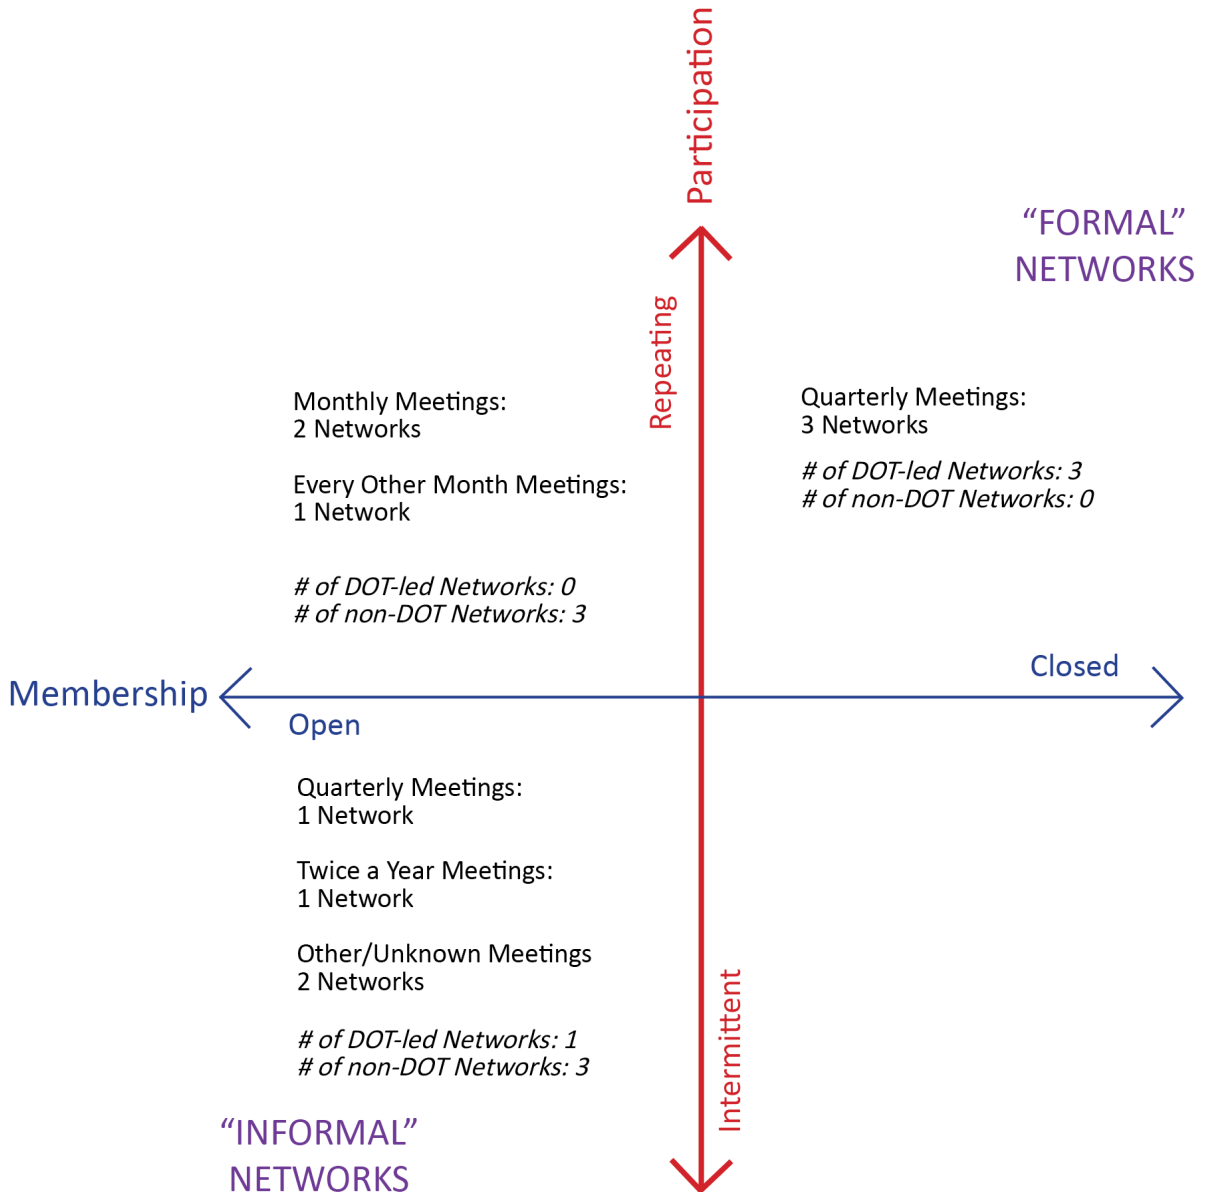 Participation
"FORMAL"
NETWORKS
Repeating
Monthly Meetings:
2 Networks
Every Other Month Meetings:
1 Network
# of DOT-led Networks: 0
# of non-DOT Networks: 3
Quarterly Meetings:
3 Networks
# of DOT-led Networks: 3
# of non-DOT Networks: 0
Membership
Open
Closed
Quarterly Meetings:
1 Network
Twice a Year Meetings:
1 Network
Other/Unknown Meetings
2 Networks
# of DOT-led Networks: 1
# of non-DOT Networks: 3
Intermittent
"INFORMAL"
NETWORKS